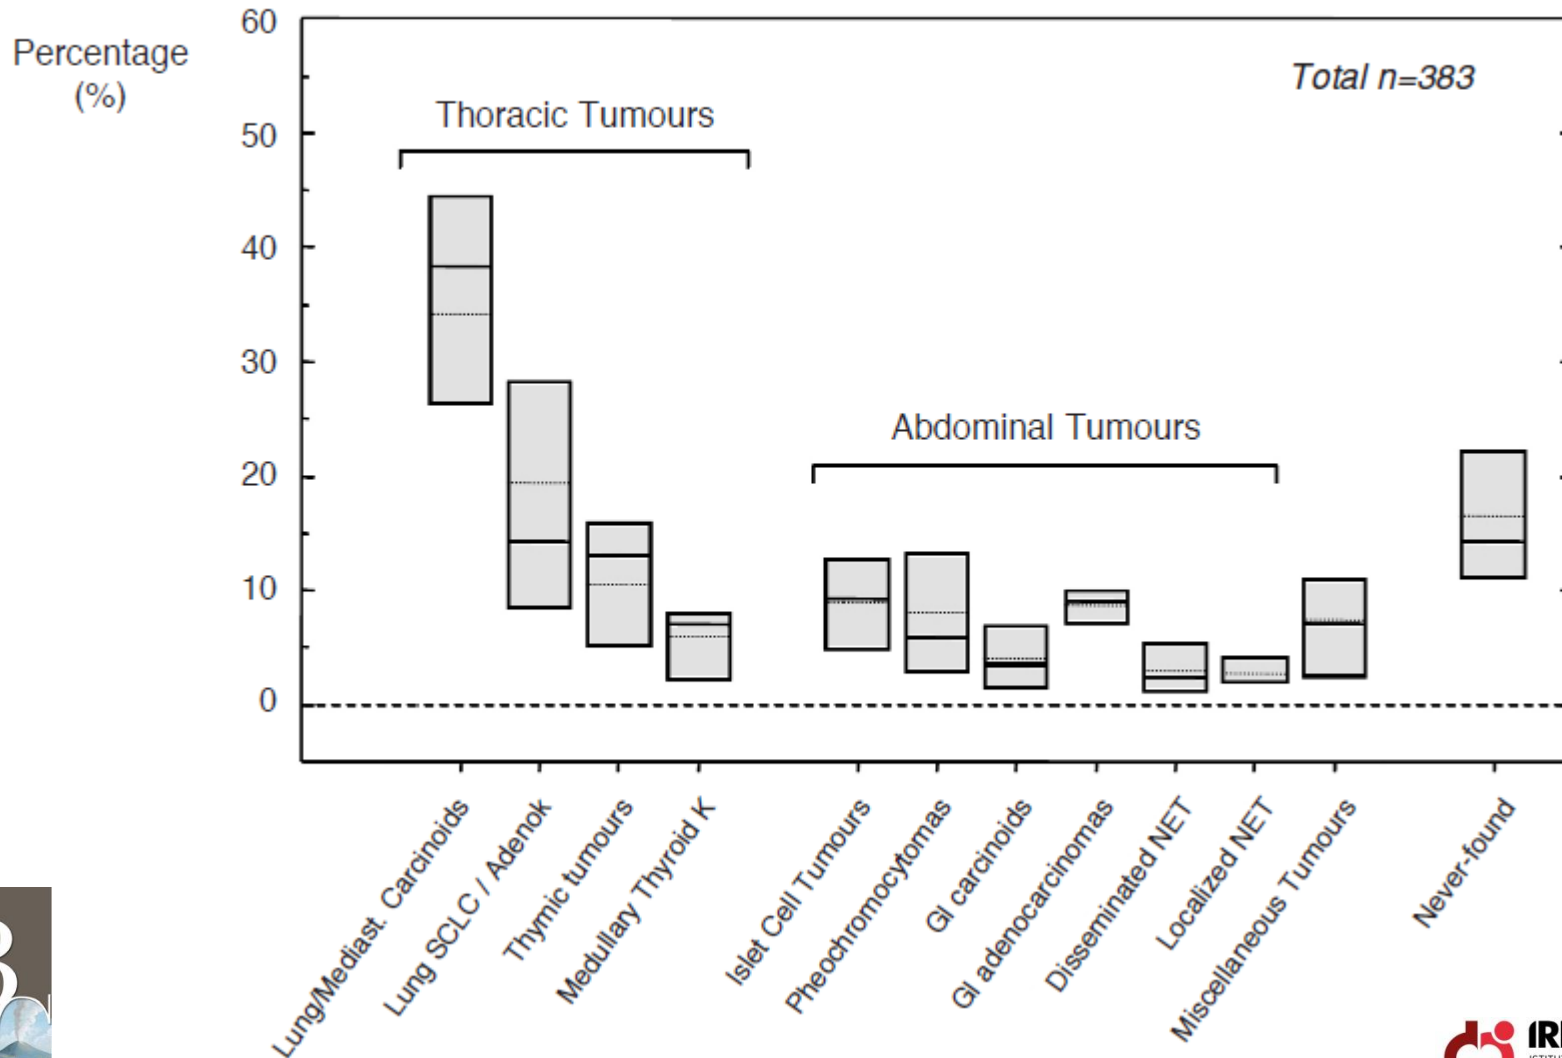 Percentage
(%)
60
50
40
30
20
10
0
Total n=383
Thoracic Tumours
Abdominal Tumours
Lung/Mediast. Carcinoids
Lung SCLC / Adenok
Thymic tumours
Medullary Thyroid K
Islet Cell Tumours
Pheochromocytomas
GI carcinoids
GI adenocarcinomas
Disseminated NET
Localized NET
Miscellaneous Tumours
Never-found